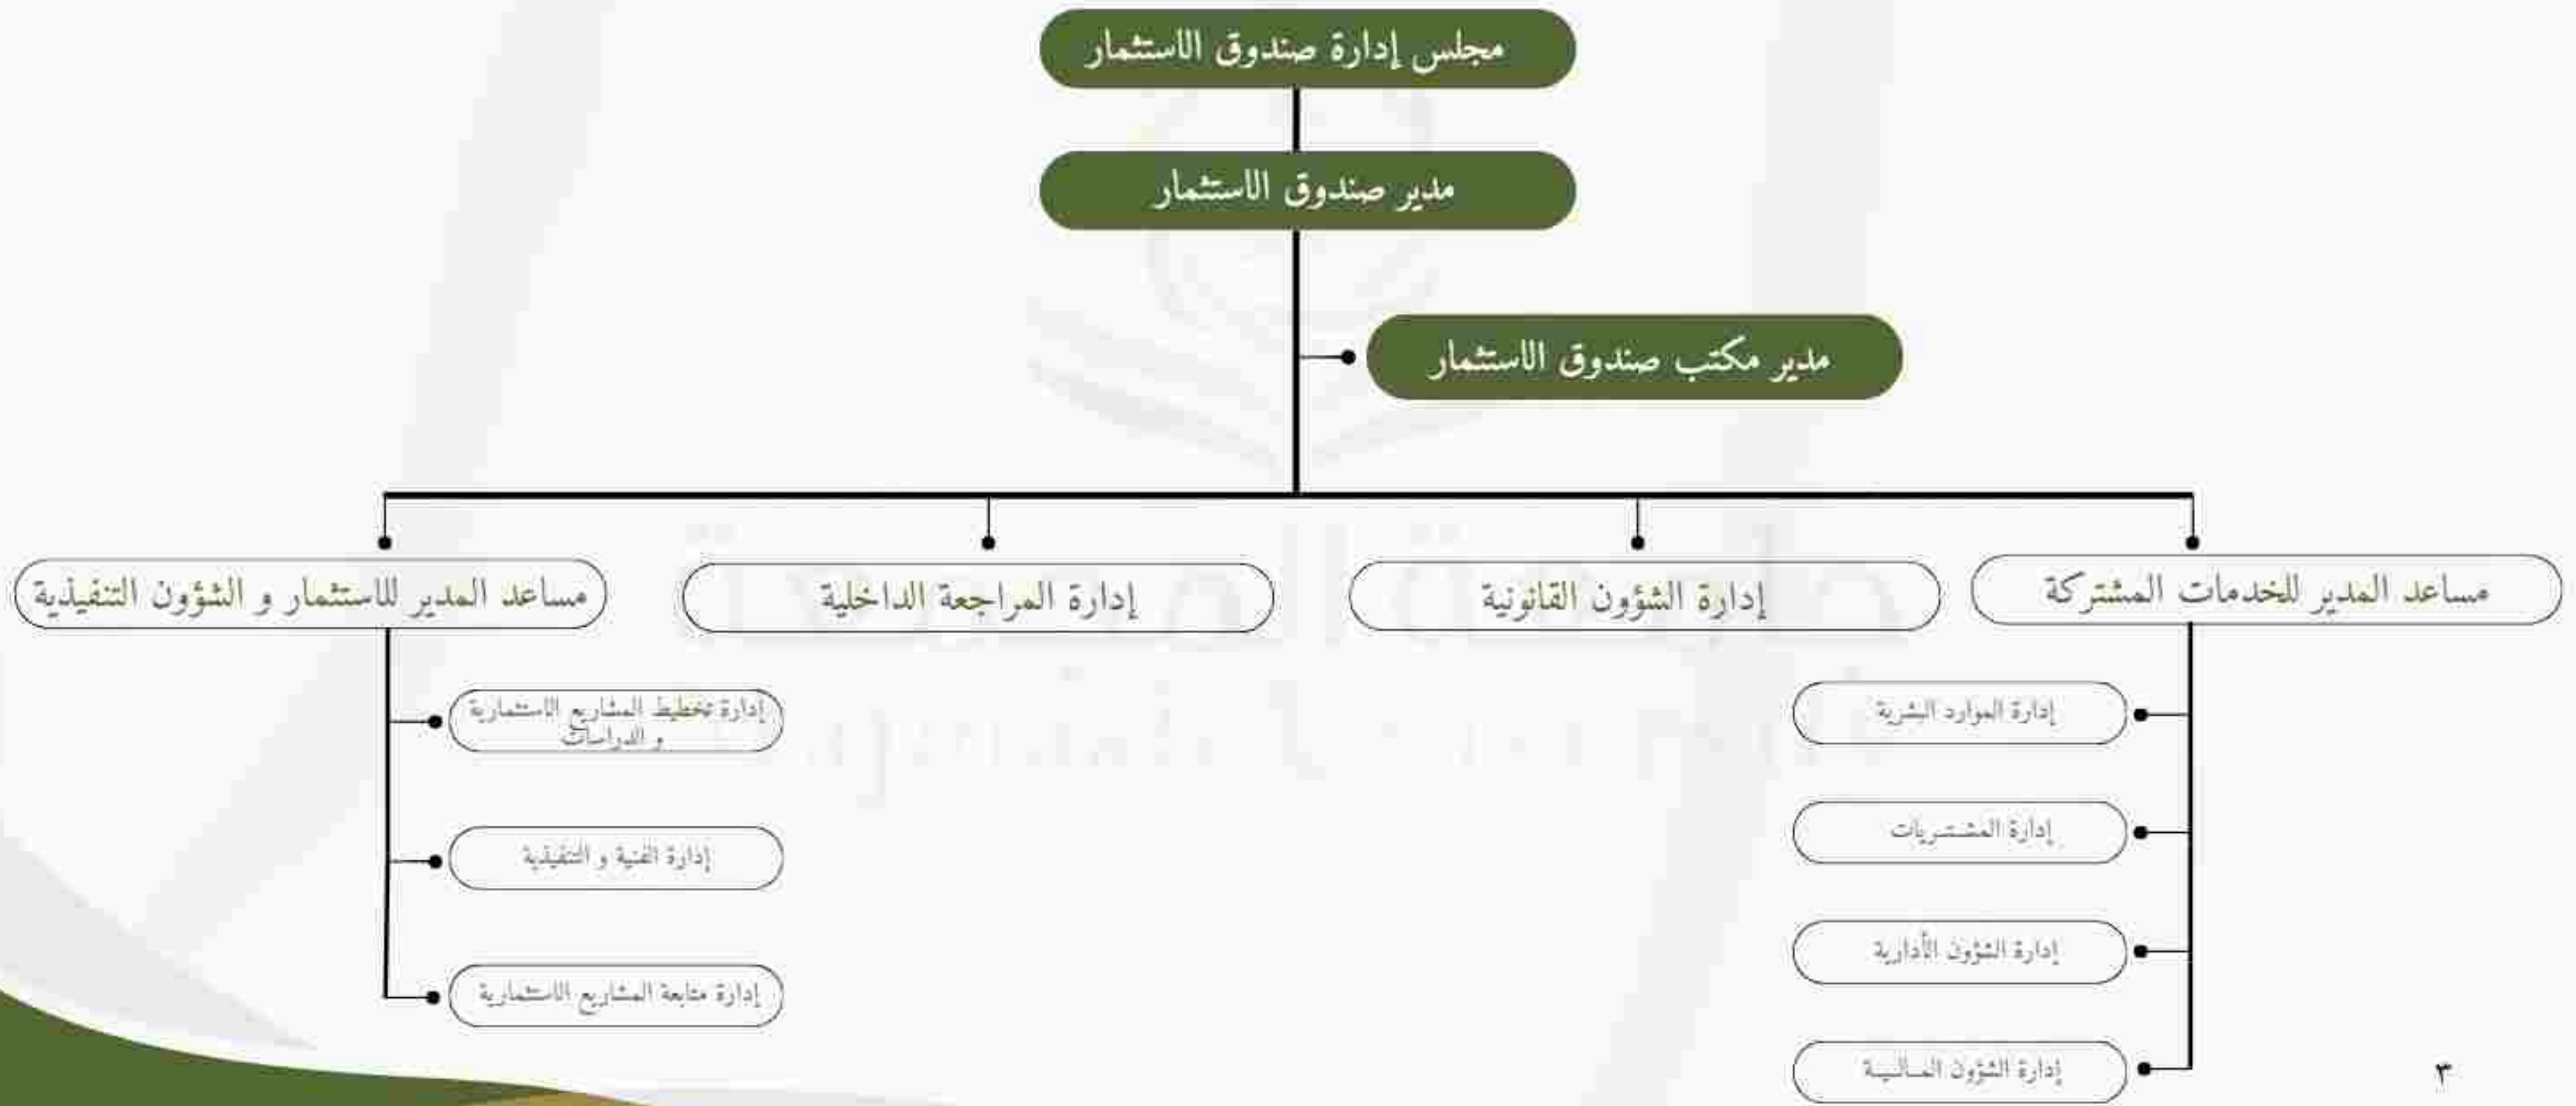 مجلس إدارة صندوق الاستثمار
مدير صندوق الاستثمار
مدير مكتب صندوق الاستثمار
مساعد المدير للخدمات المشتركة
إدارة الشؤون القانونية
إدارة المراجعة الداخلية
مساعد المدير للاستثمار و الشؤون التنفيذية
إدارة الموارد البشرية
إدارة المشتريات
إدارة الشؤون الأدارية
إدارة الشؤون المالية
إدارة تخطيط المشاريع الاستثمارية
و الدراسات
إدارة الفنية و التنفيذية
إدارة متابعة المشاريع الاستثمارية
٣